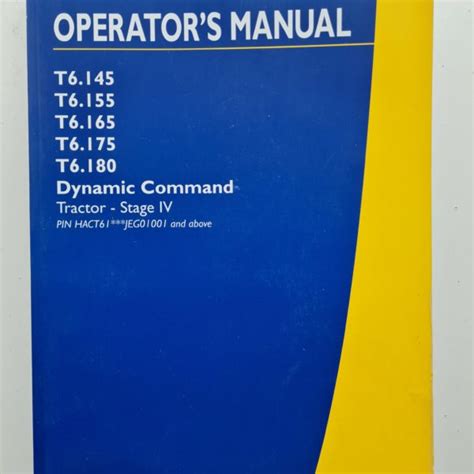 OPERATOR'S MANUAL
T6.145
T6.155
T6.165
T6.175
T6.180
Dynamic Command
Tractor - Stage IV
PIN HACT61***JEG01001 and above